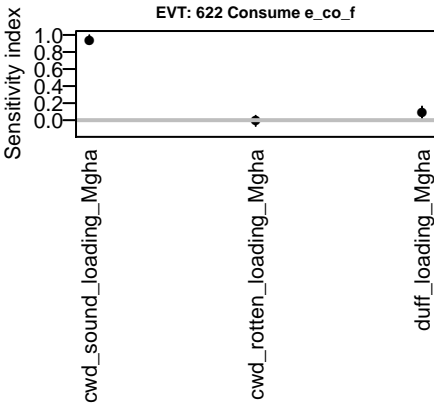 EVT: 622 Consume e_co_f
Sensitivity index
1.0
0.8
0.6
0.4
0.2
0.0
cwd_sound_loading_Mgha
cwd_rotten_loading_Mgha
duff_loading_Mgha